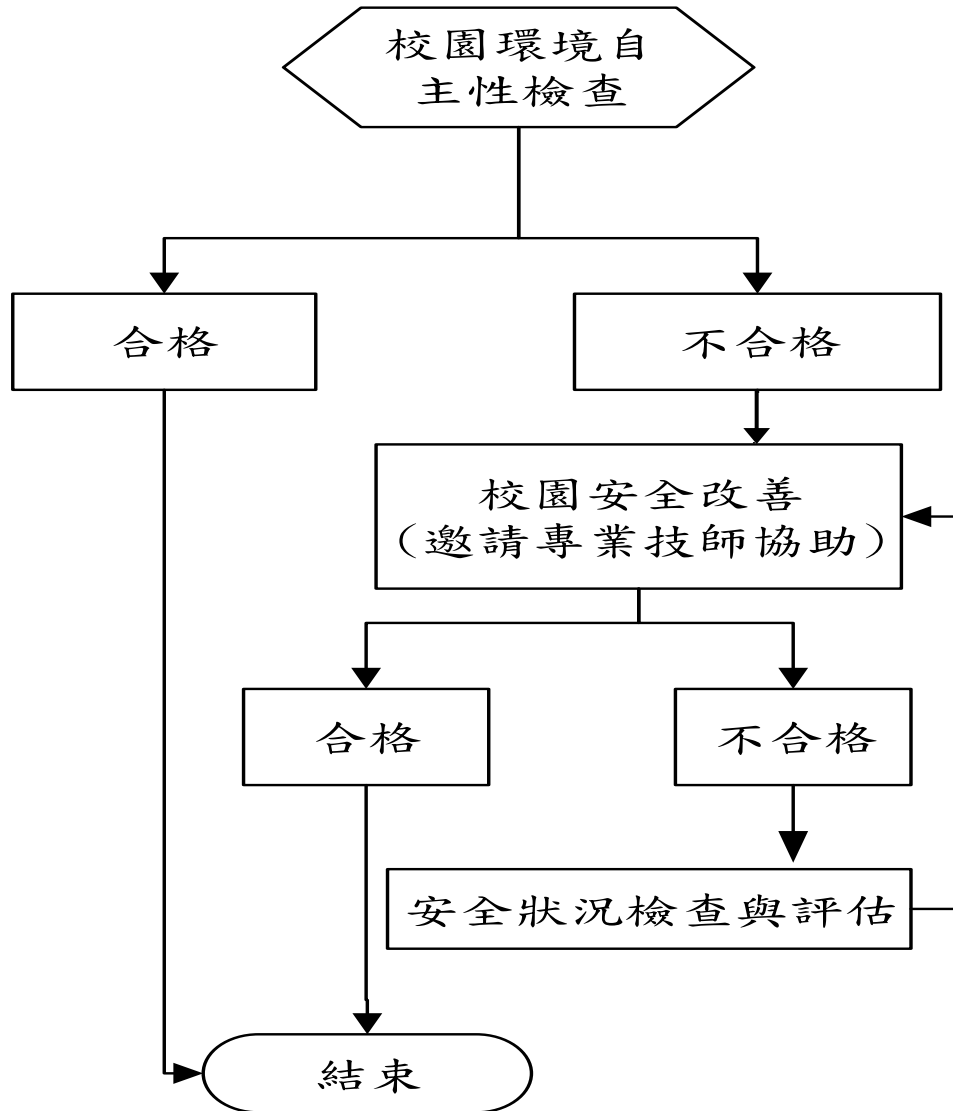 校園環境自
主性檢查
合格
不合格
校園安全改善
（邀請專業技師協助）
合格
不合格
安全狀況檢查與評估
結束